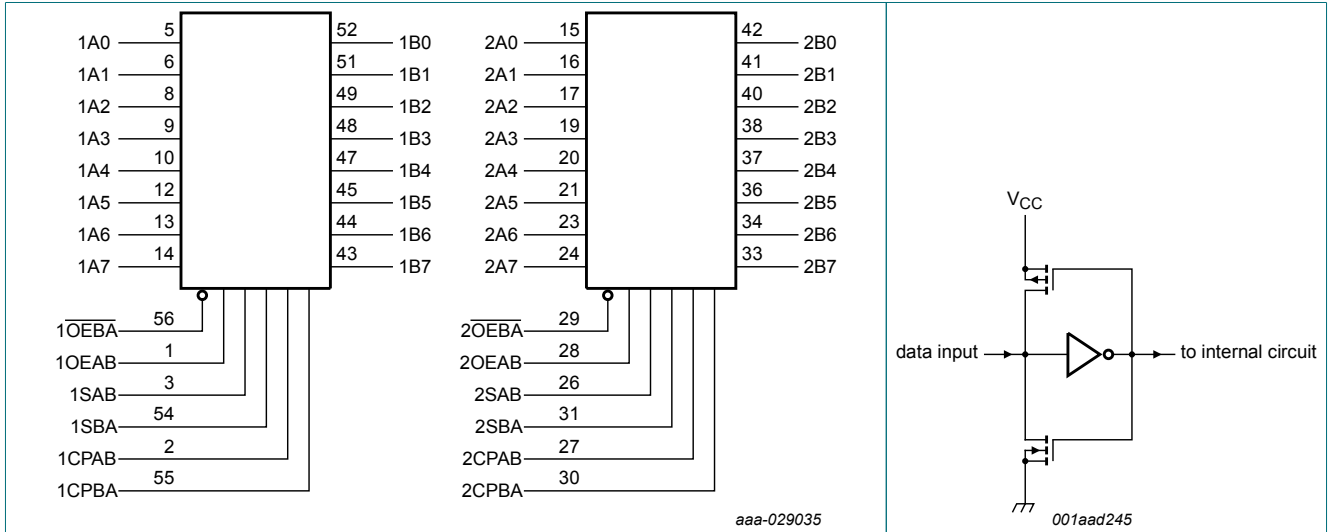 1A0 5 52 1B0 2A0 15 42 2B0
1A1 6 51 1B1 2A1 16 41 2B1
1A2 8 49 1B2 2A2 17 40 2B2
1A3 9 48 1B3 2A3 19 38 2B3
1A4 10 47 1B4 2A4 20 37 2B4
1A5 12 45 1B5 2A5 21 36 2B5
1A6 13 44 1B6 2A6 23 34 2B6
1A7 14 43 1B7 2A7 24 33 2B7
1OEBA 56 2OEBA 29
1OEAB 1 2OEAB 28
1SAB 3 2SAB 26
1SBA 54 2SBA 31
1CPAB 2 2CPAB 27
1CPBA 55 2CPBA 30
aaa-029035
VCC
data input to internal circuit
001aad245